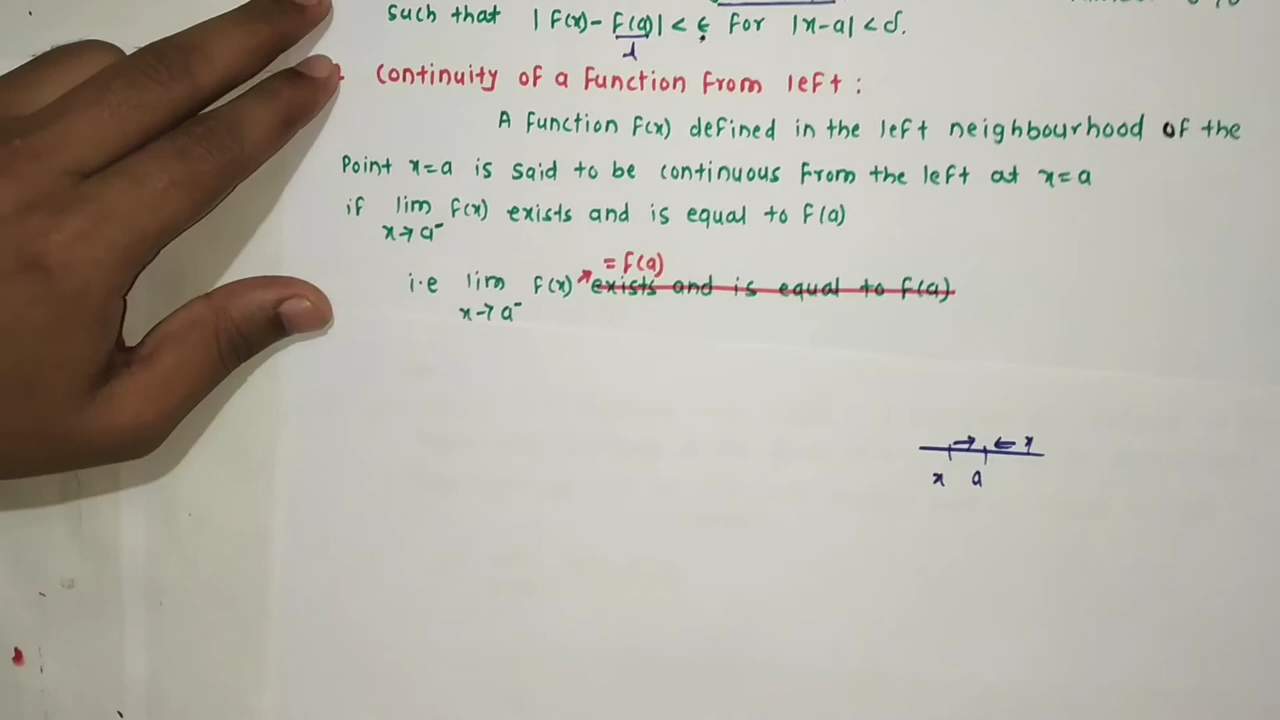 such that | F(x) - F(a) | < ε for |x-a| < δ.
l
Continuity of a function from left :
A function F(x) defined in the left neighbourhood of the
Point x=a is said to be continuous from the left at x=a
if lim F(x) exists and is equal to F(a)
x→a⁻
= F(a)
i.e lim F(x) exists and is equal to F(a)
x→a⁻
→ ← x
x a